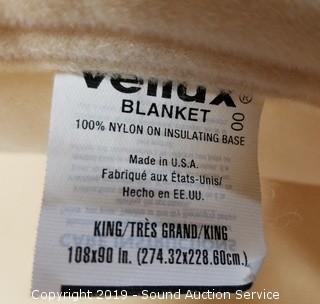 Vellux®
BLANKET
00
100% NYLON ON INSULATING BASE
Made in U.S.A.
Fabriqué aux États-Unis/
Hecho en EE.UU.
KING/TRÈS GRAND/KING
108x90 In. (274.32x228.60cm.)
Copyright 2019 - Sound Auction Service